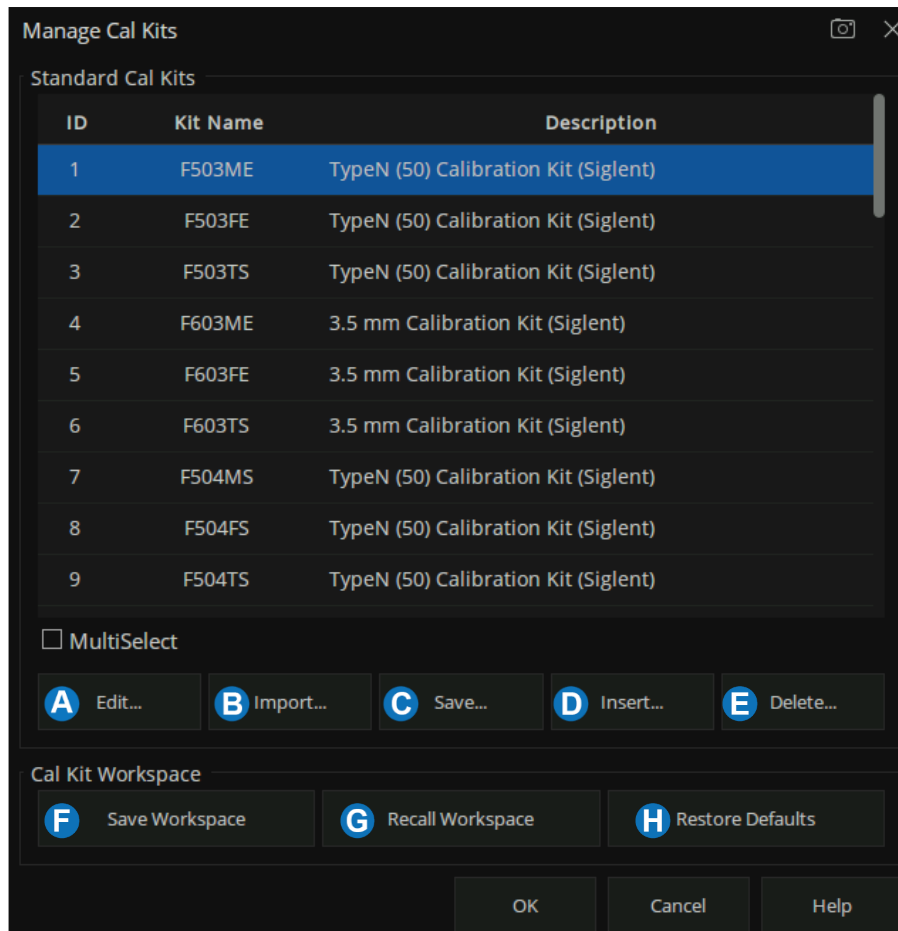 Manage Cal Kits
Standard Cal Kits
ID Kit Name Description
1 F503ME TypeN (50) Calibration Kit (Siglent)
2 F503FE TypeN (50) Calibration Kit (Siglent)
3 F503TS TypeN (50) Calibration Kit (Siglent)
4 F603ME 3.5 mm Calibration Kit (Siglent)
5 F603FE 3.5 mm Calibration Kit (Siglent)
6 F603TS 3.5 mm Calibration Kit (Siglent)
7 F504MS TypeN (50) Calibration Kit (Siglent)
8 F504FS TypeN (50) Calibration Kit (Siglent)
9 F504TS TypeN (50) Calibration Kit (Siglent)
MultiSelect
A Edit... B Import... C Save... D Insert... E Delete...
Cal Kit Workspace
F Save Workspace G Recall Workspace H Restore Defaults
OK Cancel Help